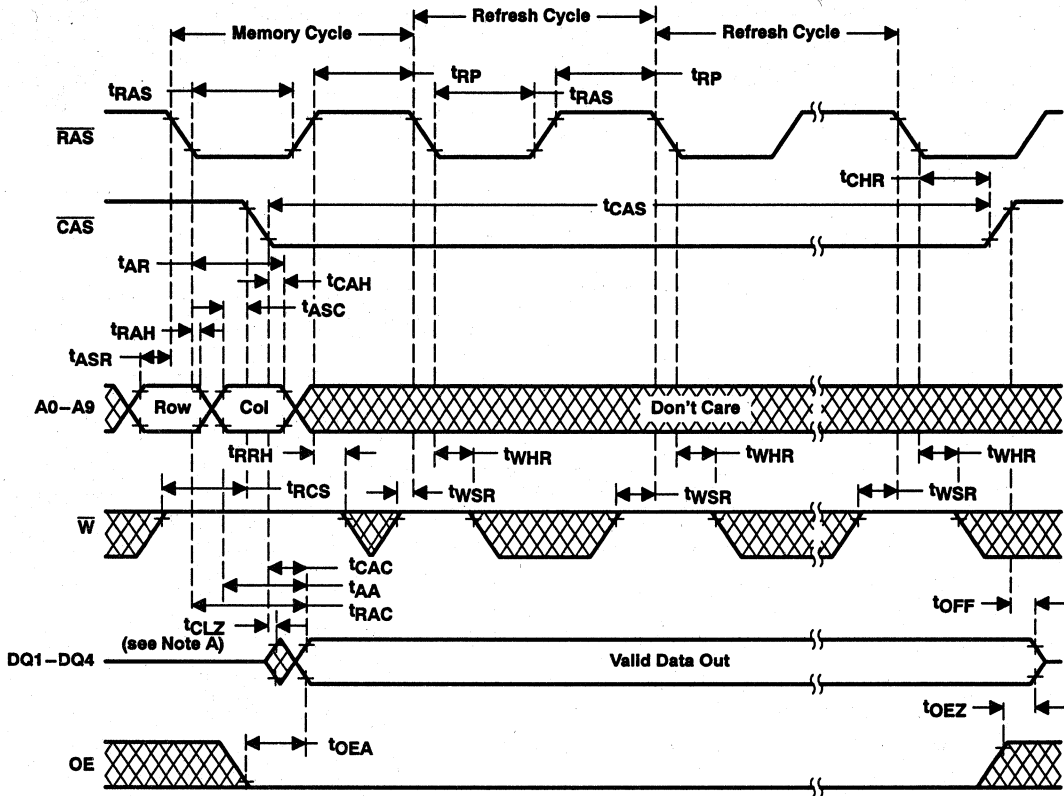 Refresh Cycle
Memory Cycle
Refresh Cycle
tRP
tRP
tRAS
tRAS
RAS
tCHR
tCAS
CAS
tAR
tCAH
tASC
tRAH
tASR
A0–A9
Row
Col
Don't Care
tRRH
tWHR
tWHR
tWHR
tRCS
tWSR
tWSR
tWSR
W
tCAC
tAA
tRAC
tOFF
tCLZ
(see Note A)
DQ1–DQ4
Valid Data Out
tOEZ
tOEA
OE